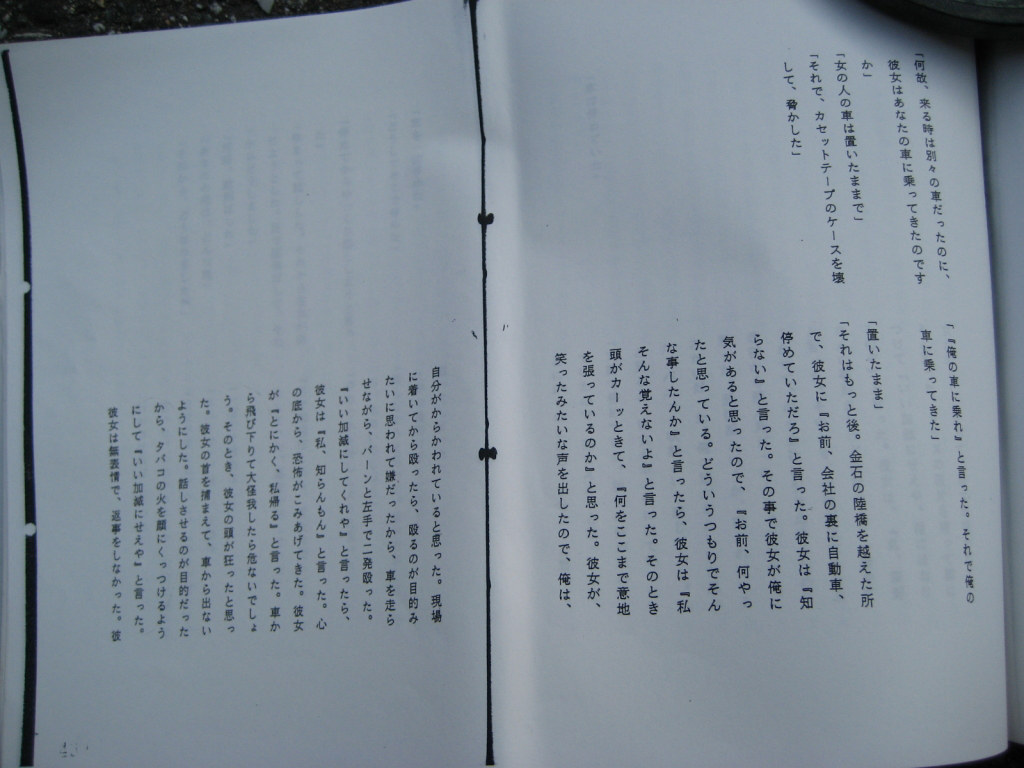 「何故、来る時は別々の車だったのに、
彼女はあなたの車に乗ってきたのです
か」
「女の人の車は置いたままで」
「それで、カセットテープのケースを壊
して、脅かした」
「『俺の車に乗れ』と言った。それで俺の
車に乗ってきた」
「置いたまま」
「それはもっと後。金石の陸橋を越えた所
で、彼女に『お前、会社の裏に自動車、
停めていただろ』と言った。彼女は『知
らない』と言った。その事で彼女が俺に
気があると思ったので、『お前、何やっ
たと思っている。どういうつもりでそん
な事したんか』と言ったら、彼女は『私
そんな覚えないよ』と言った。そのとき
頭がカーッときて、『何をここまで意地
を張っているのか』と思った。彼女が、
笑ったみたいな声を出したので、俺は、
自分がからかわれていると思った。現場
に着いてから殴ったら、殴るのが目的み
たいに思われて嫌だったから、車を走ら
せながら、バーンと左手で二発殴った。
『いい加減にしてくれや』と言ったら、
彼女は『私、知らんもん』と言った。心
の底から、恐怖がこみあげてきた。彼女
が『とにかく、私帰る』と言った。車か
ら飛び下りて大怪我したら危ないでしょ
う。そのとき、彼女の頭が狂ったと思っ
た。彼女の首を捕まえて、車から出ない
ようにした。話しさせるのが目的だった
から、タバコの火を顔にくっつけるよう
にして『いい加減にせえや』と言った。
彼女は無表情で、返事をしなかった。彼